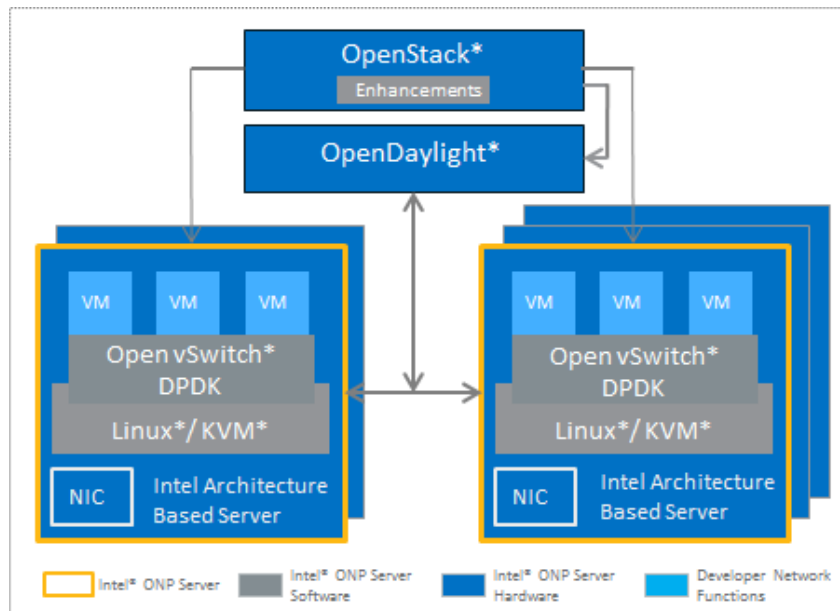 OpenStack*
Enhancements
OpenDaylight*
VM VM VM
Open vSwitch*
DPDK
Linux*/ KVM*
NIC
Intel Architecture
Based Server
VM VM VM
Open vSwitch*
DPDK
Linux*/ KVM*
NIC
Intel Architecture
Based Server
Intel® ONP Server
Intel® ONP Server
Software
Intel® ONP Server
Hardware
Developer Network
Functions